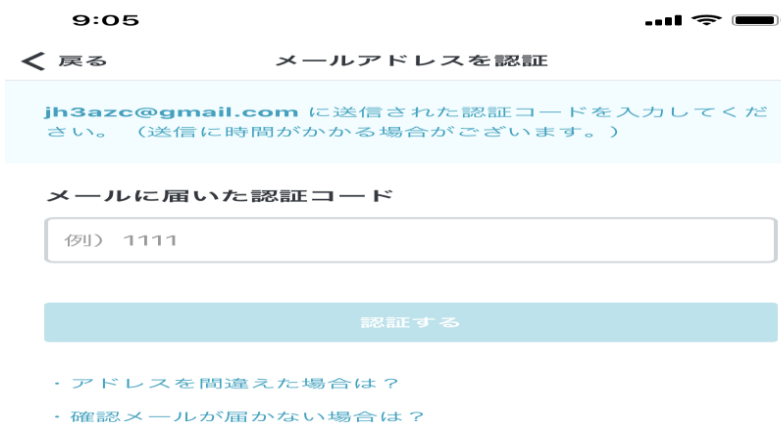 9:05
戻る メールアドレスを認証
jh3azc@gmail.com に送信された認証コードを入力してくだ
さい。（送信に時間がかかる場合がございます。）
メールに届いた認証コード
例） 1111
認証する
・アドレスを間違えた場合は？
・確認メールが届かない場合は？